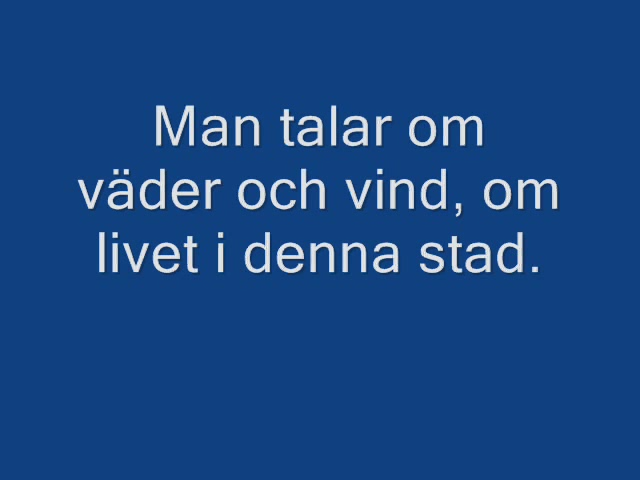 Man talar om
väder och vind, om
livet i denna stad.